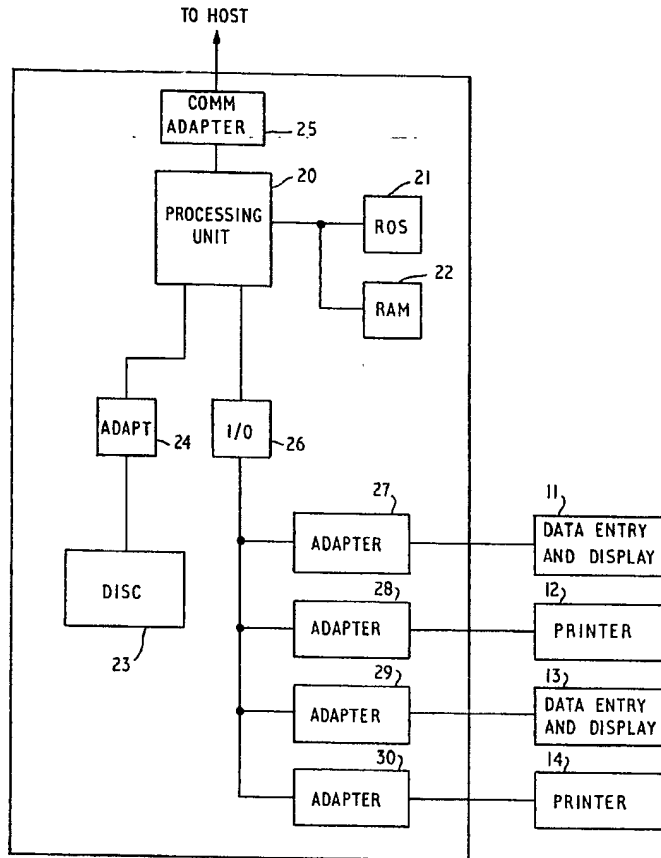 TO HOST
COMM
ADAPTER
25
20
PROCESSING
UNIT
21
ROS
22
RAM
ADAPT
24
I/O
26
DISC
23
27
ADAPTER
11
DATA ENTRY
AND DISPLAY
28
ADAPTER
12
PRINTER
29
ADAPTER
13
DATA ENTRY
AND DISPLAY
30
ADAPTER
14
PRINTER